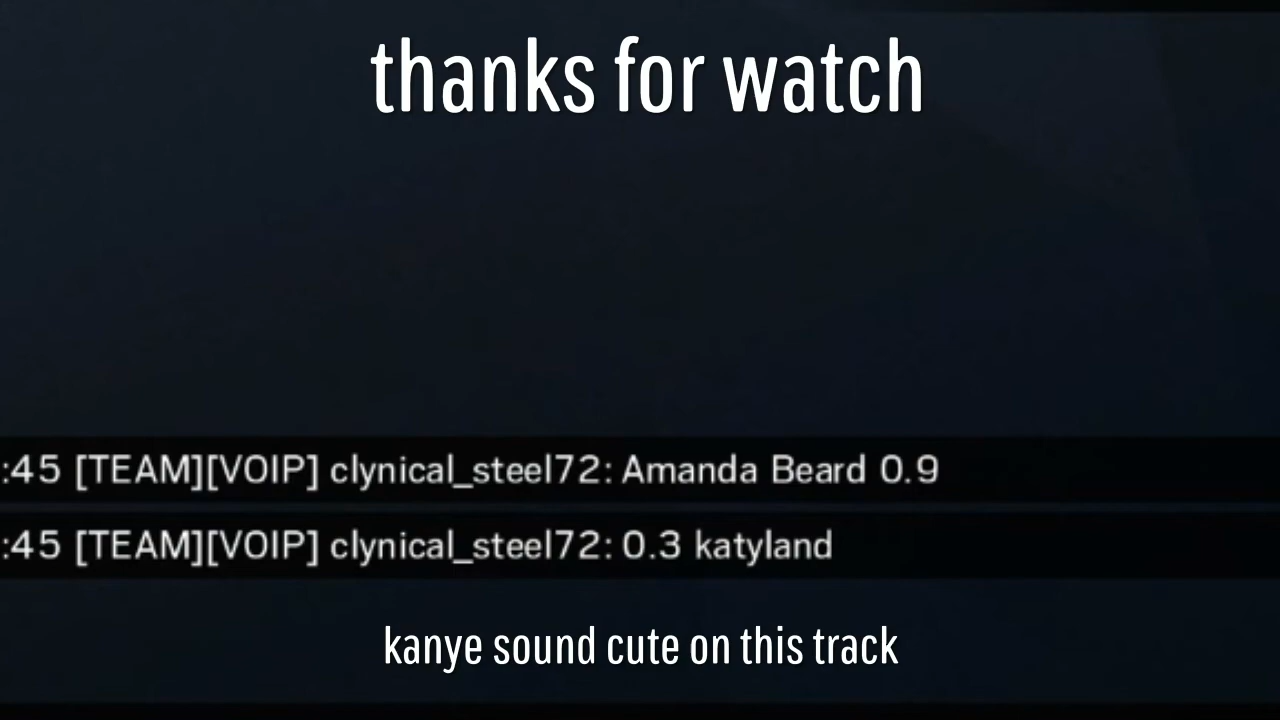 thanks for watch
:45 [TEAM][VOIP] clynical_steel72: Amanda Beard 0.9
:45 [TEAM][VOIP] clynical_steel72: 0.3 katyland
kanye sound cute on this track